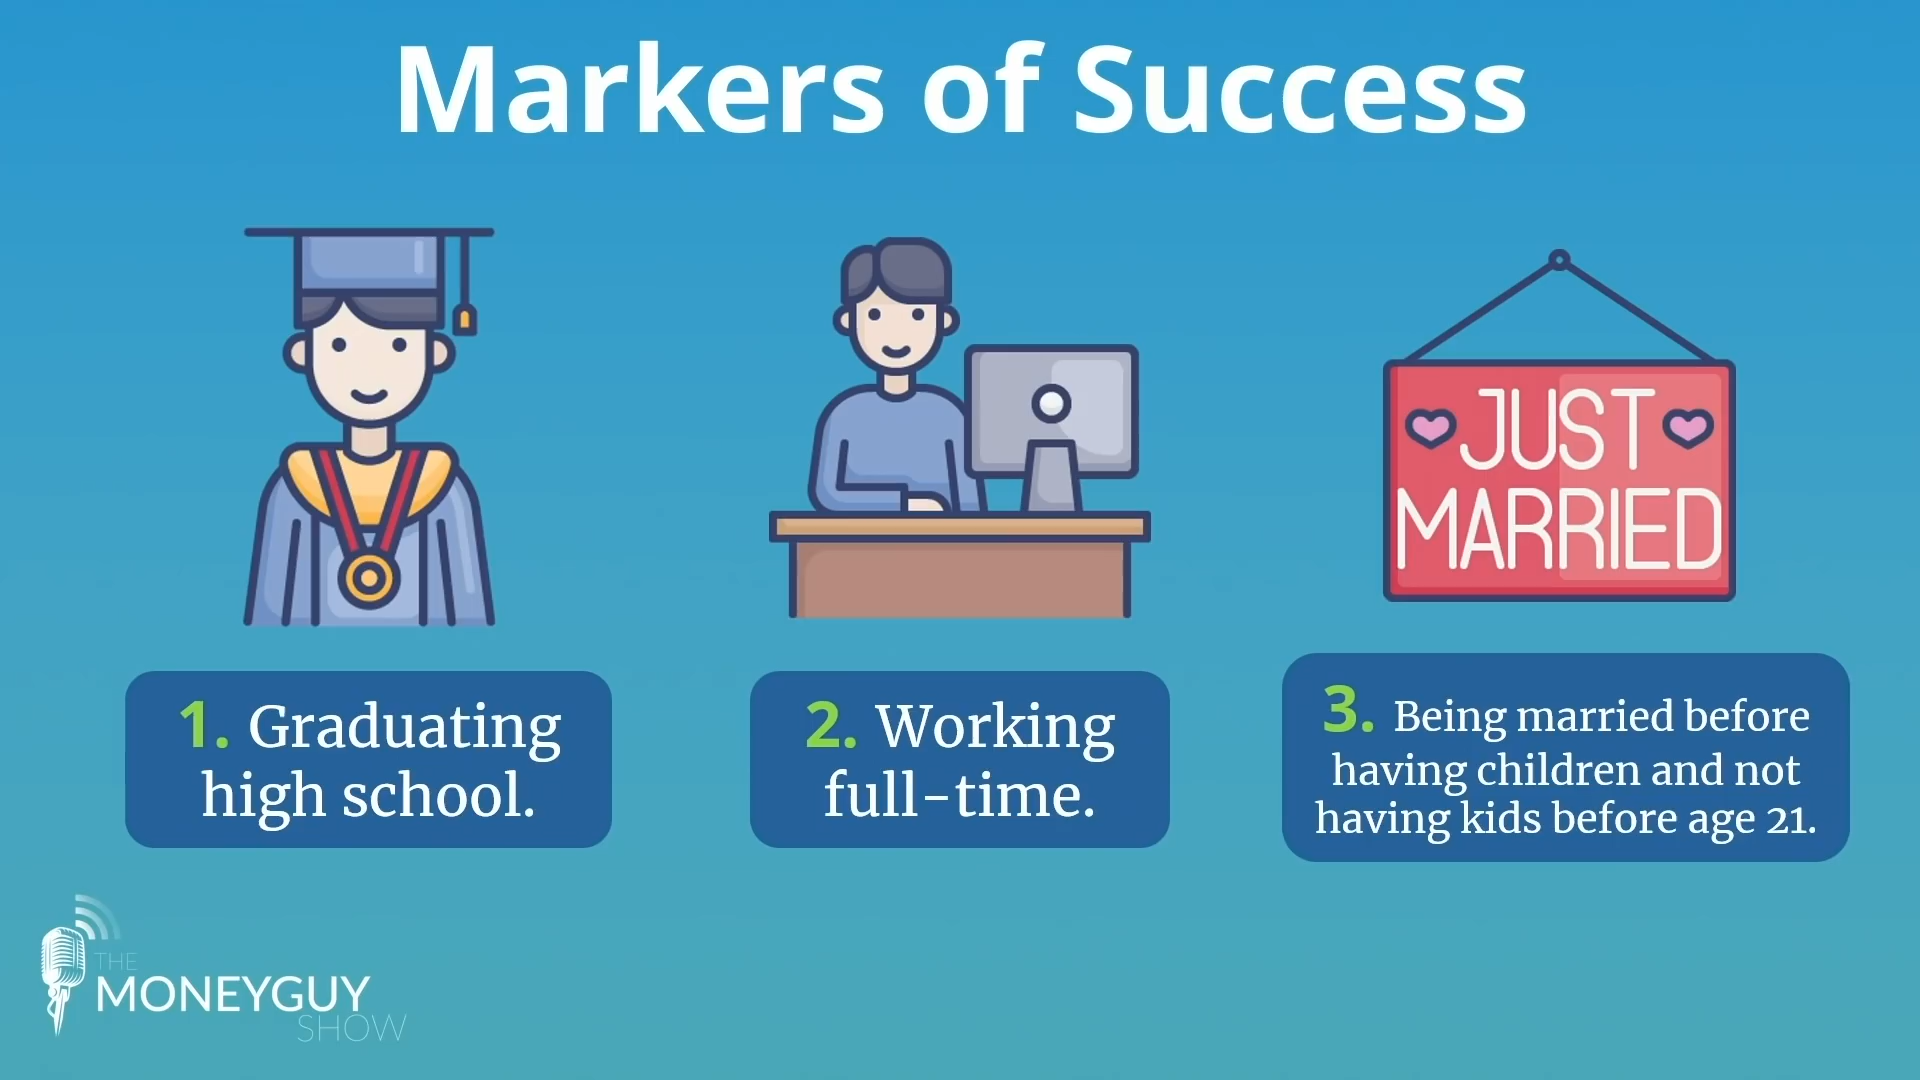 Markers of Success
JUST
MARRIED
1. Graduating
high school.
2. Working
full-time.
3. Being married before
having children and not
having kids before age 21.
THE
MONEYGUY
SHOW